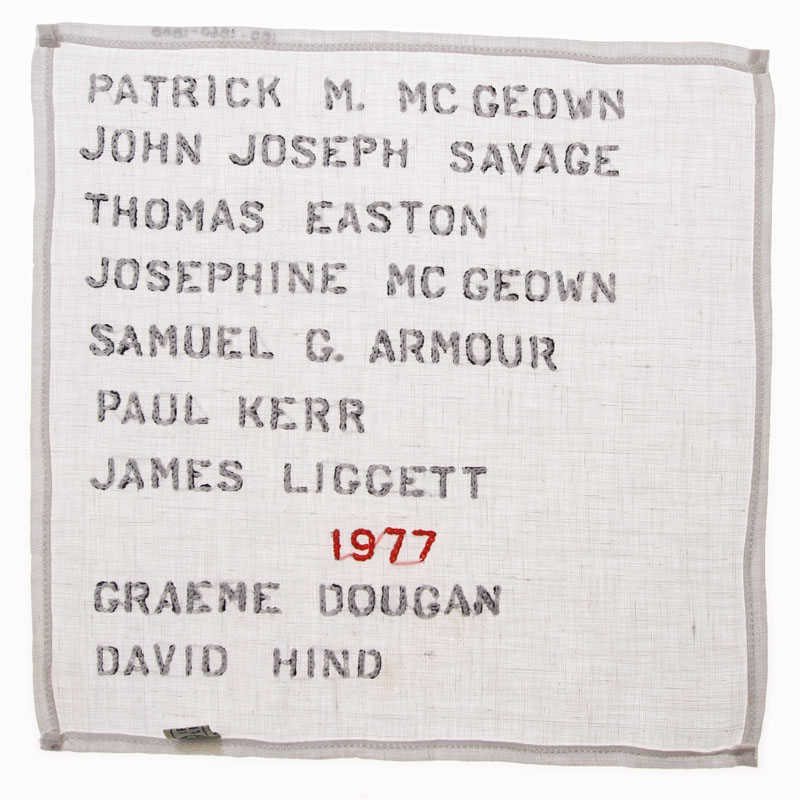 PATRICK M. MC GEOWN
JOHN JOSEPH SAVAGE
THOMAS EASTON
JOSEPHINE MC GEOWN
SAMUEL G. ARMOUR
PAUL KERR
JAMES LIGGETT
1977
GRAEME DOUGAN
DAVID HIND